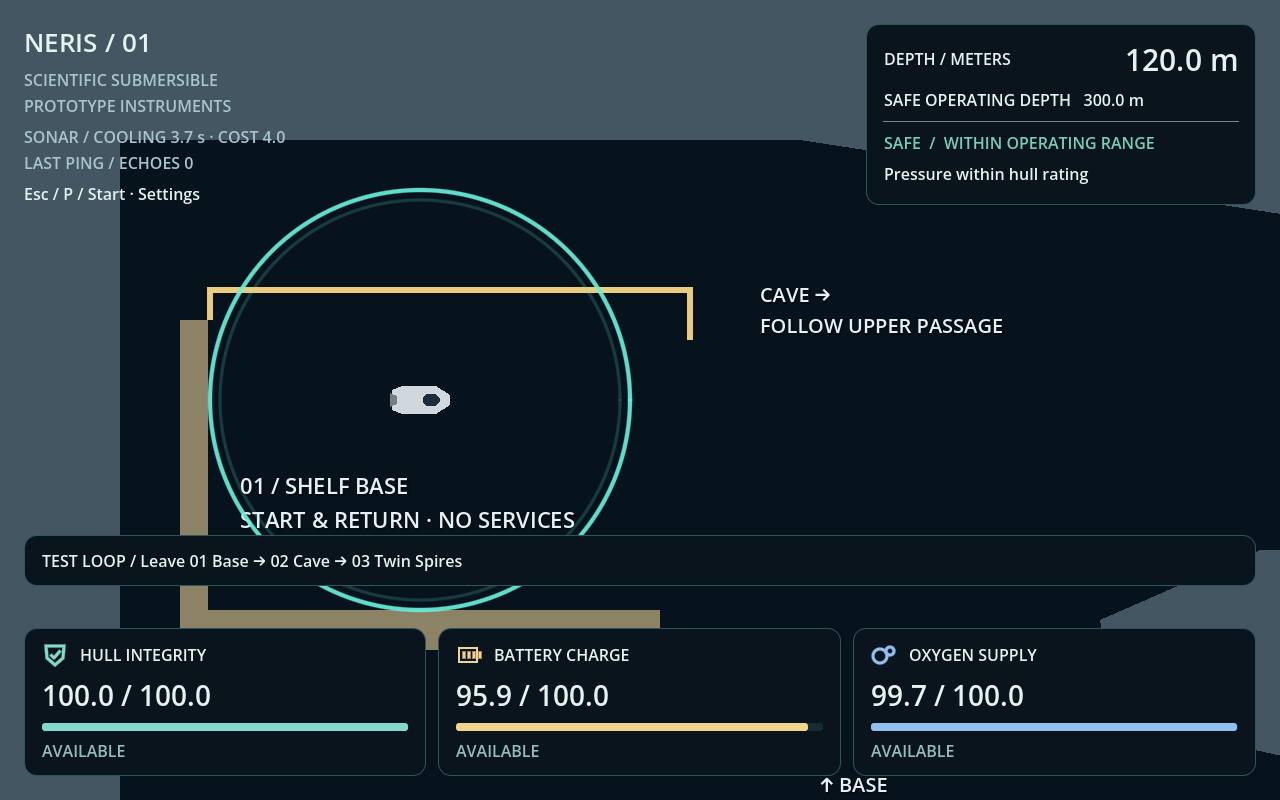 NERIS / 01
SCIENTIFIC SUBMERSIBLE
PROTOTYPE INSTRUMENTS
SONAR / COOLING 3.7 s · COST 4.0
LAST PING / ECHOES 0
Esc / P / Start · Settings
DEPTH / METERS 120.0 m
SAFE OPERATING DEPTH 300.0 m
SAFE / WITHIN OPERATING RANGE
Pressure within hull rating
CAVE →
FOLLOW UPPER PASSAGE
01 / SHELF BASE
START & RETURN · NO SERVICES
TEST LOOP / Leave 01 Base → 02 Cave → 03 Twin Spires
HULL INTEGRITY
100.0 / 100.0
AVAILABLE
BATTERY CHARGE
95.9 / 100.0
AVAILABLE
OXYGEN SUPPLY
99.7 / 100.0
AVAILABLE
↑ BASE